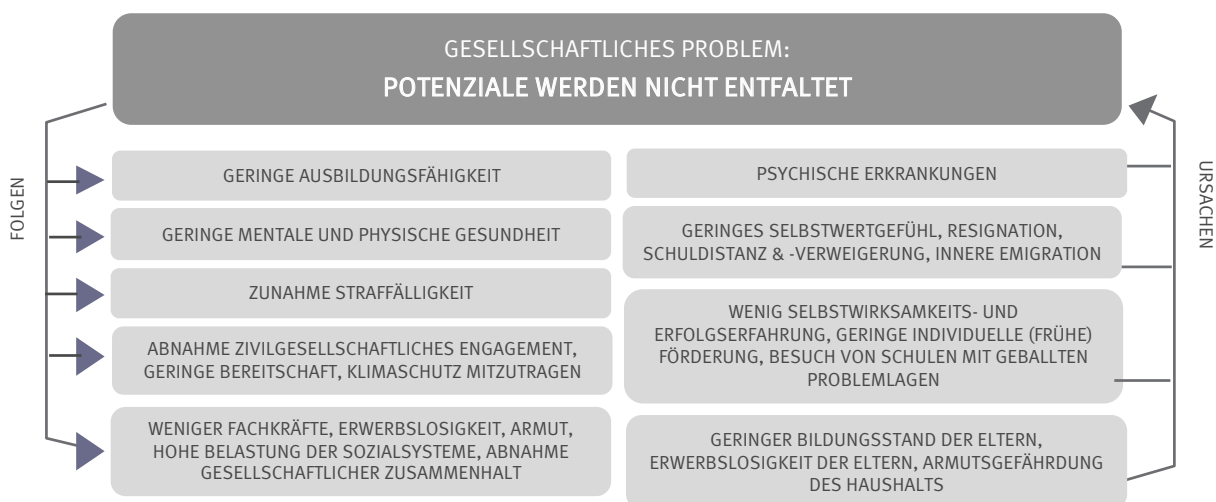 GESELLSCHAFTLICHES PROBLEM:
POTENZIALE WERDEN NICHT ENTFALTET
FOLGEN
GERINGE AUSBILDUNGSFÄHIGKEIT
GERINGE MENTALE UND PHYSISCHE GESUNDHEIT
ZUNAHME STRAFFÄLLIGKEIT
ABNAHME ZIVILGESELLSCHAFTLICHES ENGAGEMENT,
GERINGE BEREITSCHAFT, KLIMASCHUTZ MITZUTRAGEN
WENIGER FACHKRÄFTE, ERWERBSLOSIGKEIT, ARMUT,
HOHE BELASTUNG DER SOZIALSYSTEME, ABNAHME
GESELLSCHAFTLICHER ZUSAMMENHALT
PSYCHISCHE ERKRANKUNGEN
GERINGES SELBSTWERTGEFÜHL, RESIGNATION,
SCHULDISTANZ & -VERWEIGERUNG, INNERE EMIGRATION
WENIG SELBSTWIRKSAMKEITS- UND
ERFOLGSERFAHRUNG, GERINGE INDIVIDUELLE (FRÜHE)
FÖRDERUNG, BESUCH VON SCHULEN MIT GEBALLTEN
PROBLEMLAGEN
GERINGER BILDUNGSSTAND DER ELTERN,
ERWERBSLOSIGKEIT DER ELTERN, ARMUTSGEFÄHRDUNG
DES HAUSHALTS
URSACHEN